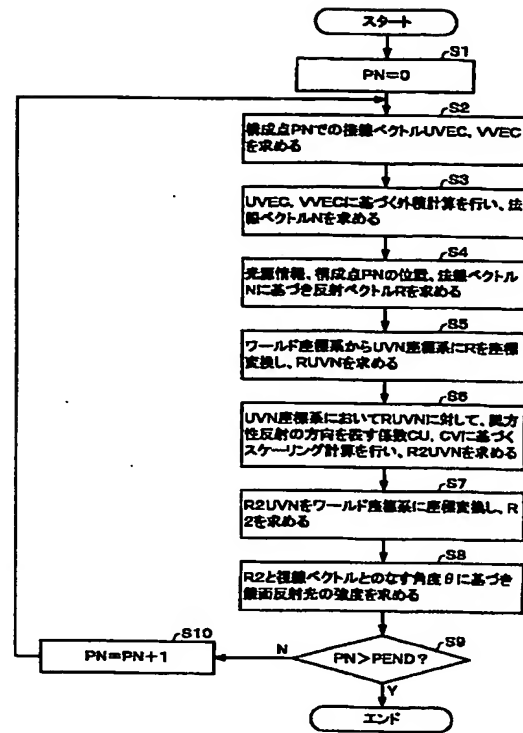 スタート
S1
PN=0
S2
構成点PNでの接線ベクトルUVEC、VVEC
を求める
S3
UVEC、VVECに基づく外積計算を行い、法
線ベクトルNを求める
S4
光源情報、構成点PNの位置、法線ベクトル
Nに基づき反射ベクトルRを求める
S5
ワールド座標系からUVN座標系にRを座標
変換し、RUVNを求める
S6
UVN座標系においてRUVNに対して、異方
性反射の方向を表す係数CU、CVに基づく
スケーリング計算を行い、R2UVNを求める
S7
R2UVNをワールド座標系に座標変換し、R
2を求める
S8
R2と視線ベクトルとのなす角度θに基づき
鏡面反射光の強度を求める
S9
PN>PEND?
N
Y
S10
PN=PN+1
エンド